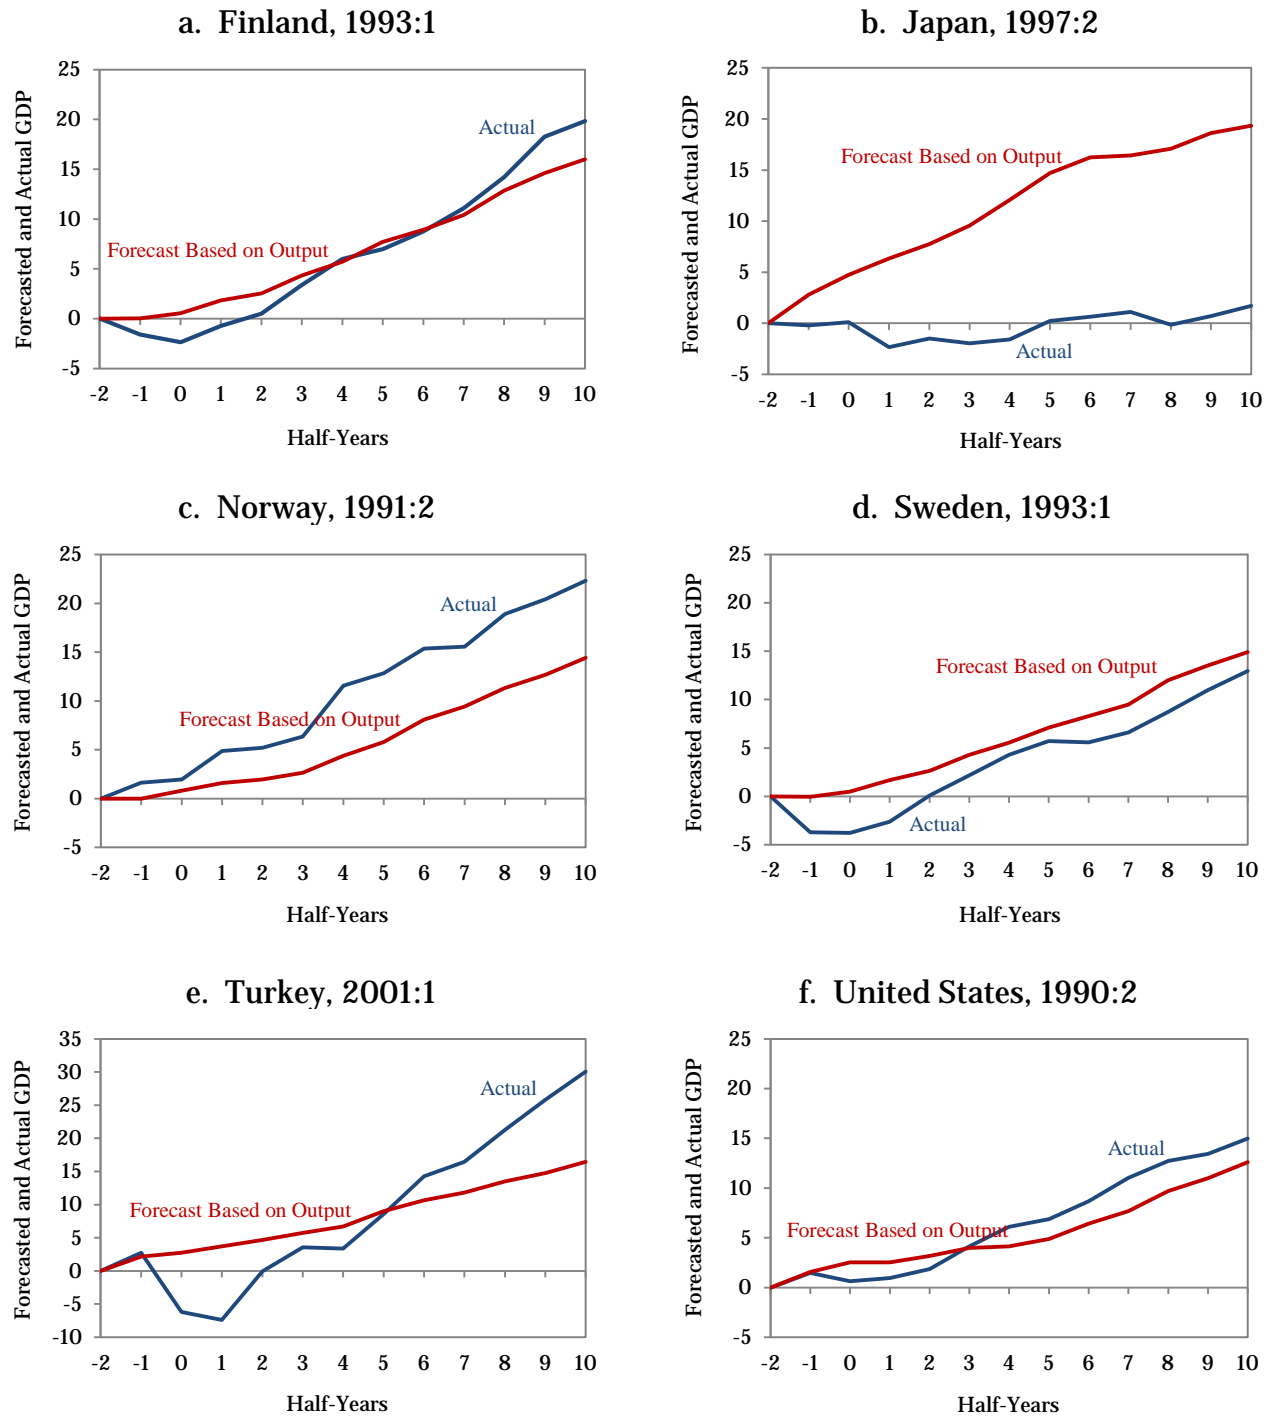 a. Finland, 1993:1
Forecasted and Actual GDP
25
20
15
10
5
0
-5
Actual
Forecast Based on Output
-2 -1 0 1 2 3 4 5 6 7 8 9 10
Half-Years
b. Japan, 1997:2
Forecasted and Actual GDP
25
20
15
10
5
0
-5
Forecast Based on Output
Actual
-2 -1 0 1 2 3 4 5 6 7 8 9 10
Half-Years
c. Norway, 1991:2
Forecasted and Actual GDP
25
20
15
10
5
0
-5
Actual
Forecast Based on Output
-2 -1 0 1 2 3 4 5 6 7 8 9 10
Half-Years
d. Sweden, 1993:1
Forecasted and Actual GDP
25
20
15
10
5
0
-5
Forecast Based on Output
Actual
-2 -1 0 1 2 3 4 5 6 7 8 9 10
Half-Years
e. Turkey, 2001:1
Forecasted and Actual GDP
35
30
25
20
15
10
5
0
-5
-10
Actual
Forecast Based on Output
-2 -1 0 1 2 3 4 5 6 7 8 9 10
Half-Years
f. United States, 1990:2
Forecasted and Actual GDP
25
20
15
10
5
0
-5
Actual
Forecast Based on Output
-2 -1 0 1 2 3 4 5 6 7 8 9 10
Half-Years